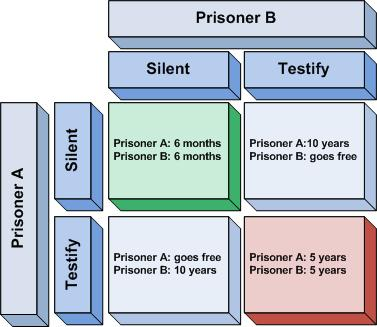 Prisoner B
Silent
Testify
Prisoner A
Silent
Prisoner A: 6 months
Prisoner B: 6 months
Prisoner A:10 years
Prisoner B: goes free
Testify
Prisoner A: goes free
Prisoner B: 10 years
Prisoner A: 5 years
Prisoner B: 5 years